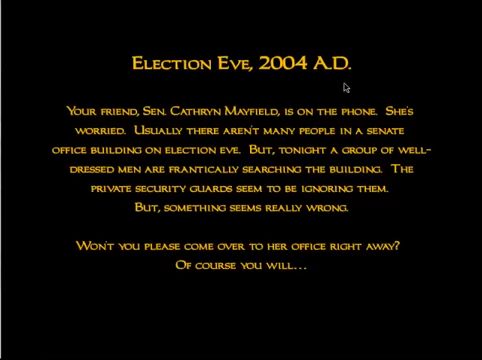 Election Eve, 2004 A.D.
Your friend, Sen. Cathryn Mayfield, is on the phone. She's
worried. Usually there aren't many people in a senate
office building on election eve. But, tonight a group of well-
dressed men are frantically searching the building. The
private security guards seem to be ignoring them.
But, something seems really wrong.
Won't you please come over to her office right away?
Of course you will...